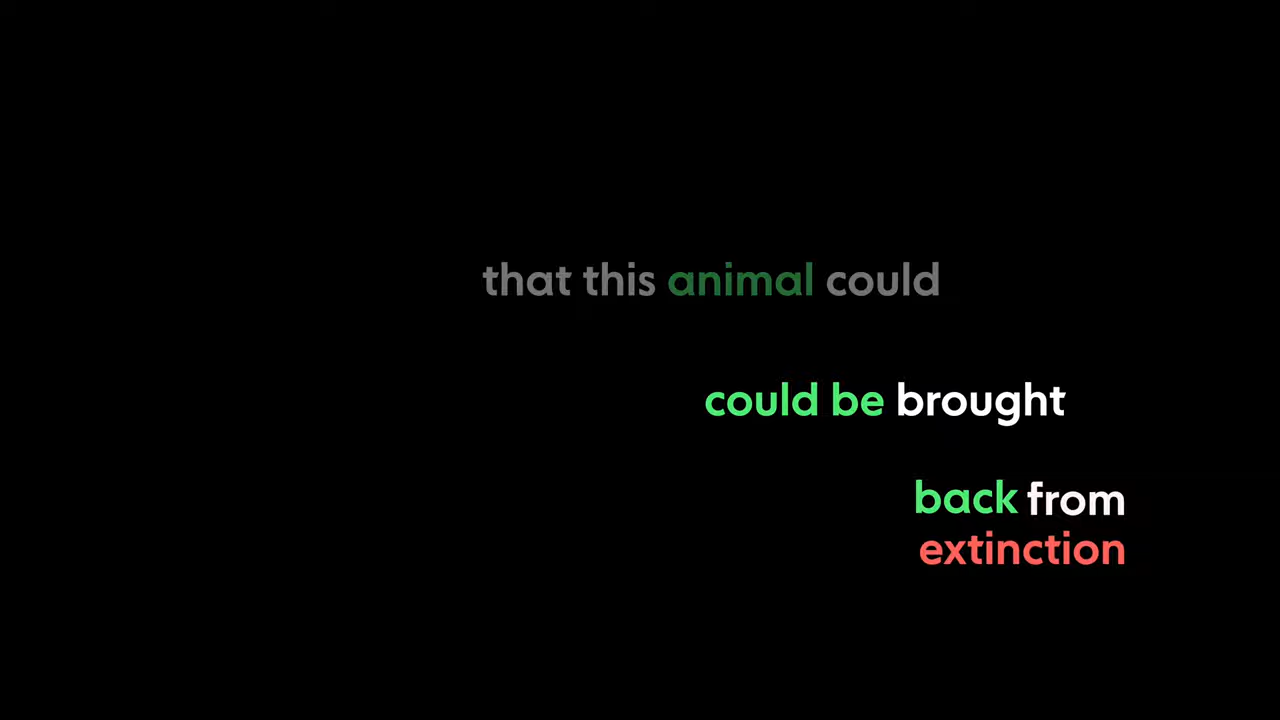 that this animal could
could be brought
back from
extinction